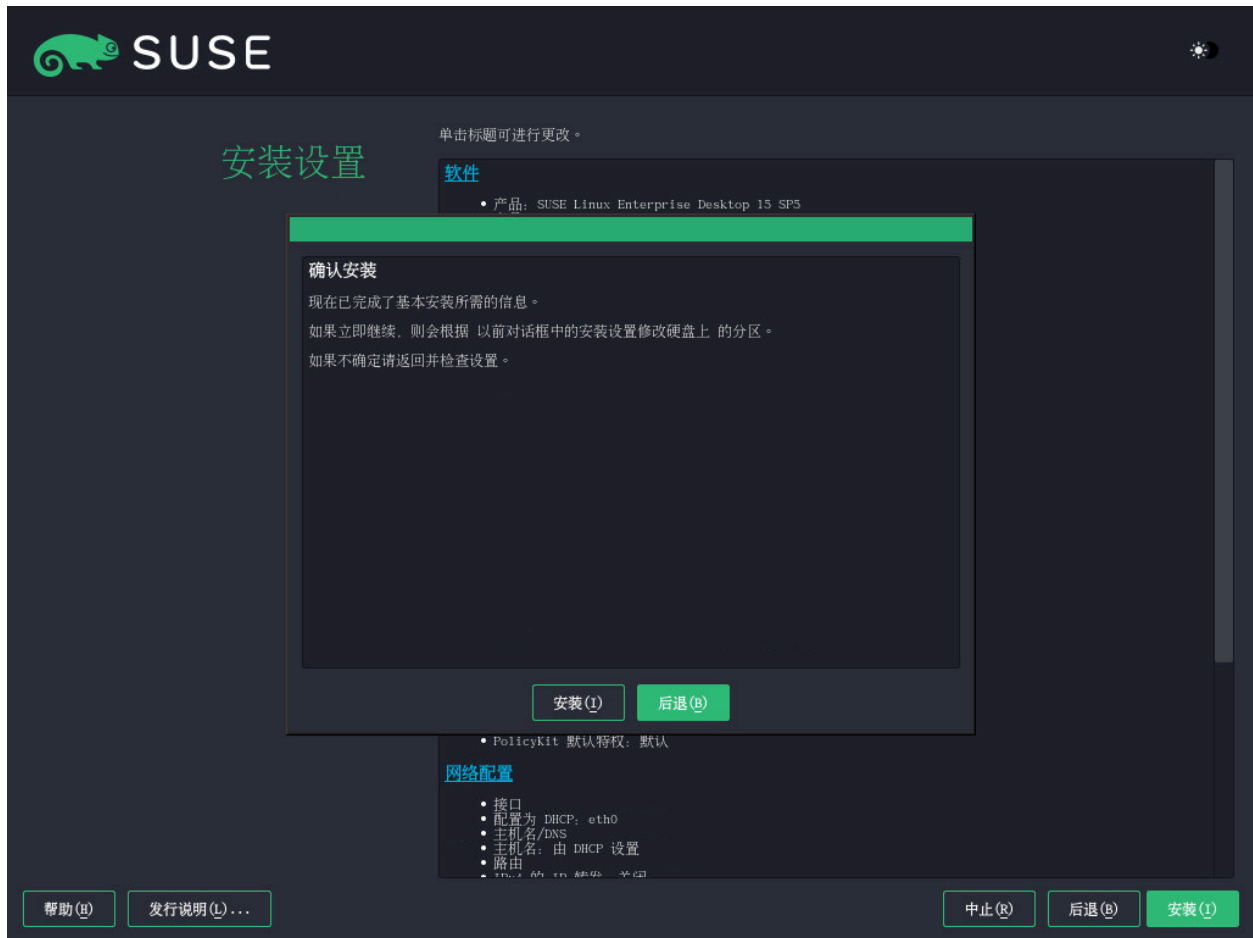 SUSE
安装设置
单击标题可进行更改。
软件
• 产品: SUSE Linux Enterprise Desktop 15 SP5
确认安装
现在已完成了基本安装所需的信息。
如果立即继续, 则会根据 以前对话框中的安装设置修改硬盘上 的分区。
如果不确定请返回并检查设置。
安装(I)
后退(B)
• PolicyKit 默认特权: 默认
网络配置
• 接口
• 配置为 DHCP: eth0
• 主机名/DNS
• 主机名: 由 DHCP 设置
• 路由
帮助(H)
发行说明(L)...
中止(R)
后退(B)
安装(I)